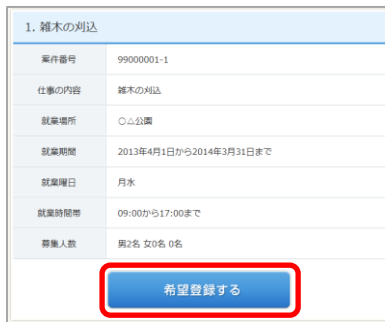 1. 雑木の刈込
案件番号 99000001-1
仕事の内容 雑木の刈込
就業場所 ○△公園
就業期間 2013年4月1日から2014年3月31日まで
就業曜日 月水
就業時間帯 09:00から17:00まで
募集人数 男2名 女0名 0名
希望登録する